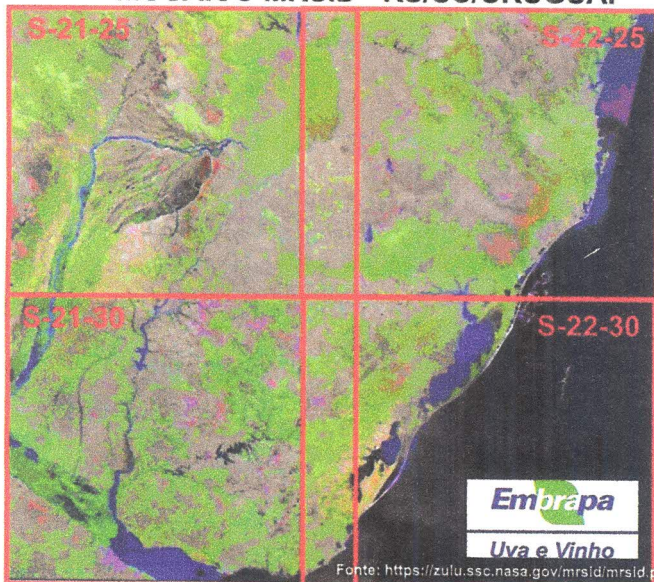 S-21-25 S-22-25
S-21-30 S-22-30
Embrapa
Uva e Vinho
Fonte: https://zulu.ssc.nasa.gov/mrsid/mrsid.p